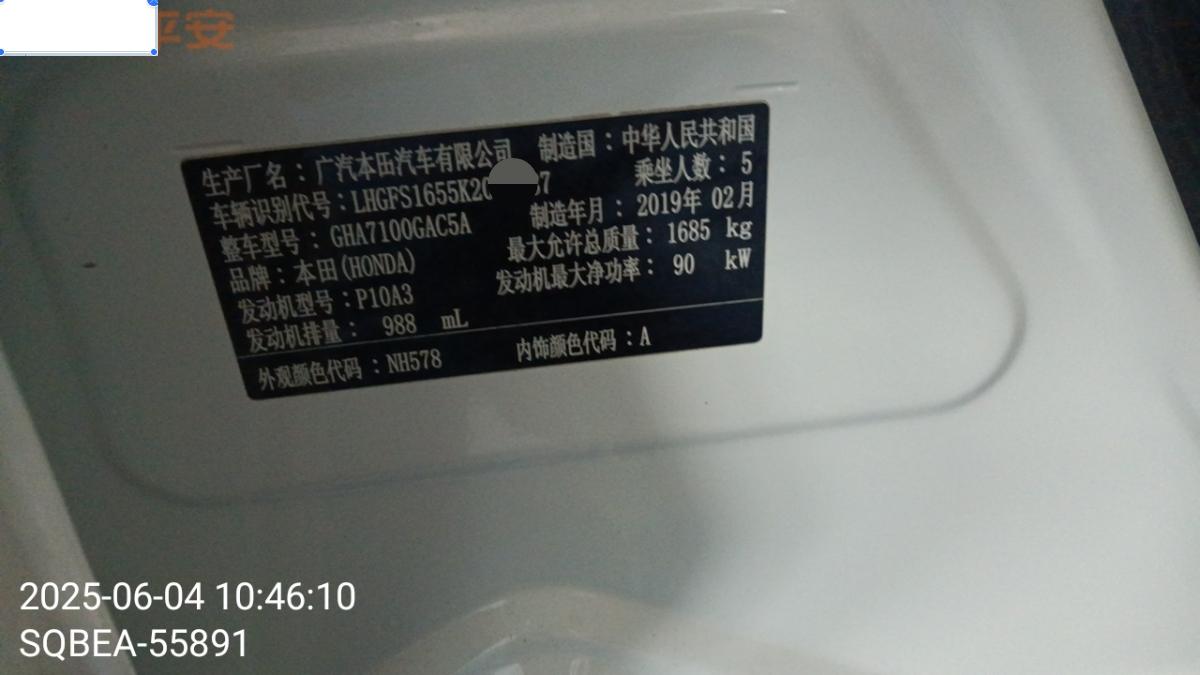 平安
生产厂名：广汽本田汽车有限公司 制造国：中华人民共和国
车辆识别代号：LHGFS1655K20 37 乘坐人数：5
整车型号：GHA7100GAC5A 制造年月：2019年 02月
品牌：本田(HONDA) 最大允许总质量：1685 kg
发动机型号：P10A3 发动机最大净功率：90 kW
发动机排量：988 mL
外观颜色代码：NH578 内饰颜色代码：A
2025-06-04 10:46:10
SQBEA-55891